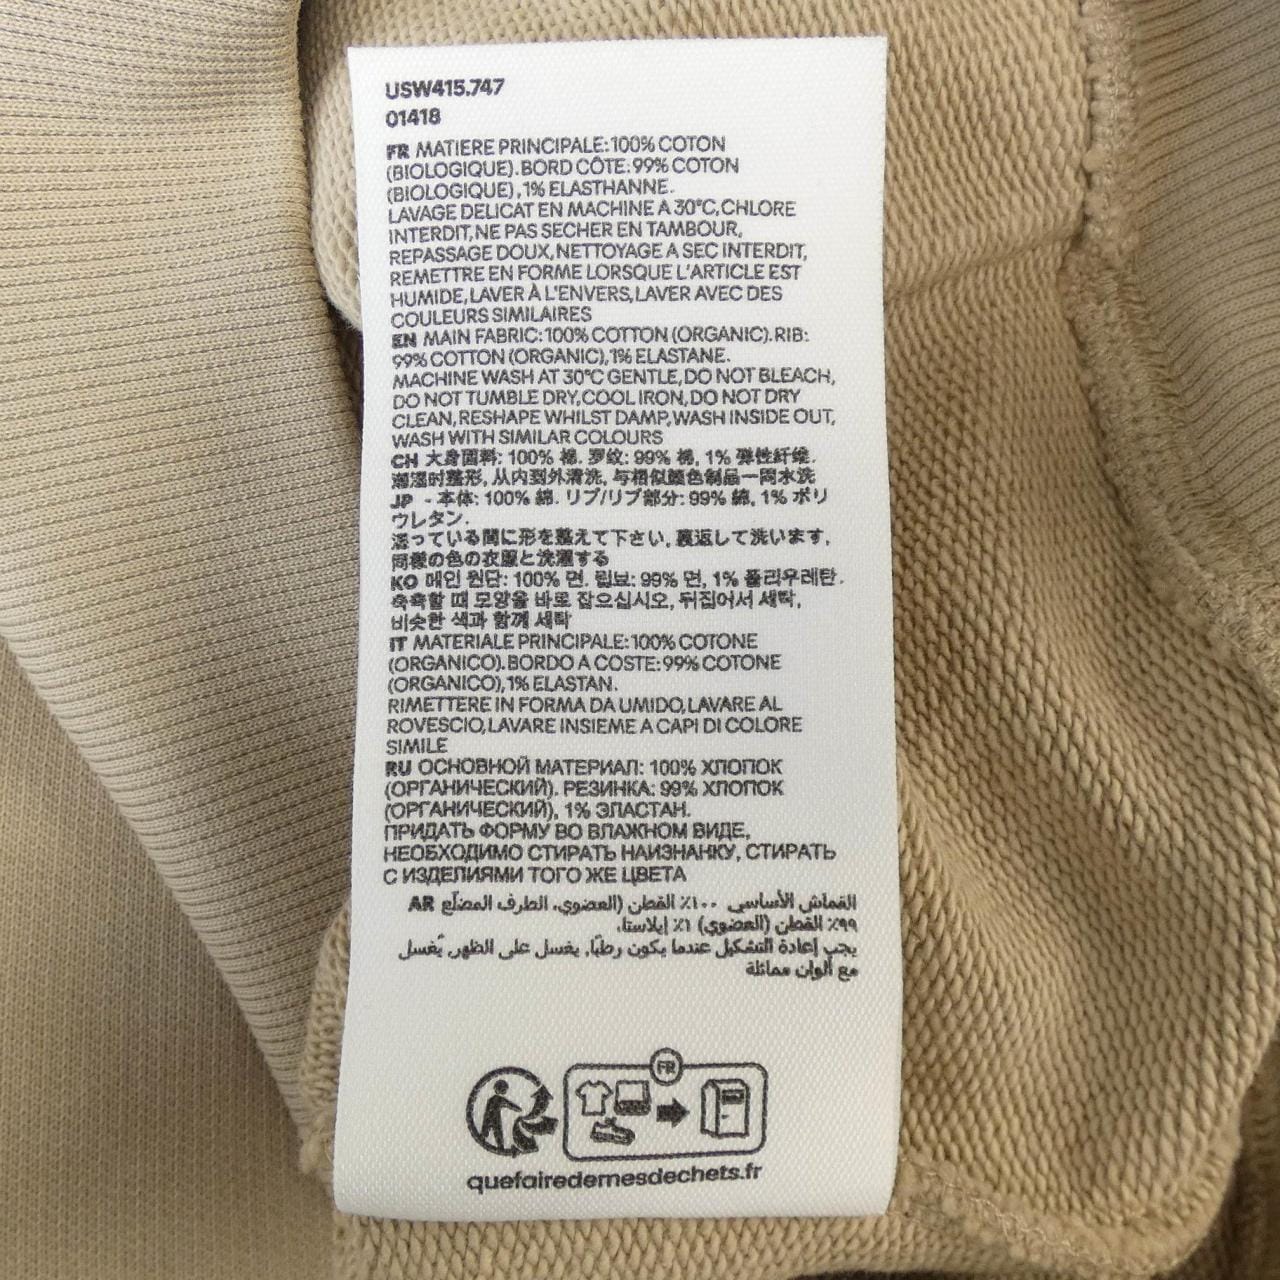 USW415.747
01418
FR MATIERE PRINCIPALE:100% COTON
(BIOLOGIQUE).BORD CÔTE:99% COTON
(BIOLOGIQUE),1% ELASTHANNE.
LAVAGE DELICAT EN MACHINE A 30°C,CHLORE
INTERDIT,NE PAS SECHER EN TAMBOUR,
REPASSAGE DOUX,NETTOYAGE A SEC INTERDIT,
REMETTRE EN FORME LORSQUE L'ARTICLE EST
HUMIDE,LAVER À L'ENVERS,LAVER AVEC DES
COULEURS SIMILAIRES
EN MAIN FABRIC:100% COTTON (ORGANIC).RIB:
99% COTTON (ORGANIC),1% ELASTANE.
MACHINE WASH AT 30°C GENTLE,DO NOT BLEACH,
DO NOT TUMBLE DRY,COOL IRON,DO NOT DRY
CLEAN,RESHAPE WHILST DAMP,WASH INSIDE OUT,
WASH WITH SIMILAR COLOURS
CH 大身面料: 100% 棉. 罗纹: 99% 棉, 1% 弹性纤维.
潮湿时整形, 从内到外清洗, 与相似颜色制品一同水洗
JP - 本体: 100% 綿. リブ/リブ部分: 99% 綿, 1% ポリ
ウレタン.
湿っている間に形を整えて下さい, 裏返して洗います,
同様の色の衣服と洗濯する
KO 메인 원단: 100% 면. 립브: 99% 면, 1% 폴리우레탄.
축축할 때 모양을 바로 잡으십시오, 뒤집어서 세탁,
비슷한 색과 함께 세탁
IT MATERIALE PRINCIPALE:100% COTONE
(ORGANICO).BORDO A COSTE:99% COTONE
(ORGANICO),1% ELASTAN.
RIMETTERE IN FORMA DA UMIDO,LAVARE AL
ROVESCIO,LAVARE INSIEME A CAPI DI COLORE
SIMILE
RU ОСНОВНОЙ МАТЕРИАЛ: 100% ХЛОПОК
(ОРГАНИЧЕСКИЙ). РЕЗИНКА: 99% ХЛОПОК
(ОРГАНИЧЕСКИЙ), 1% ЭЛАСТАН.
ПРИДАТЬ ФОРМУ ВО ВЛАЖНОМ ВИДЕ,
НЕОБХОДИМО СТИРАТЬ НАИЗНАНКУ, СТИРАТЬ
С ИЗДЕЛИЯМИ ТОГО ЖЕ ЦВЕТА
AR القماش الأساسي ١٠٠٪ القطن (العضوي. الطرف المضلّع
٩٩٪ القطن (العضوي) ١٪ إيلاستا.
يجب إعادة التشكيل عندما يكون رطبًا, يغسل على الظهر, يُغسل
مع ألوان مماثلة
FR
quefairedemesdechets.fr